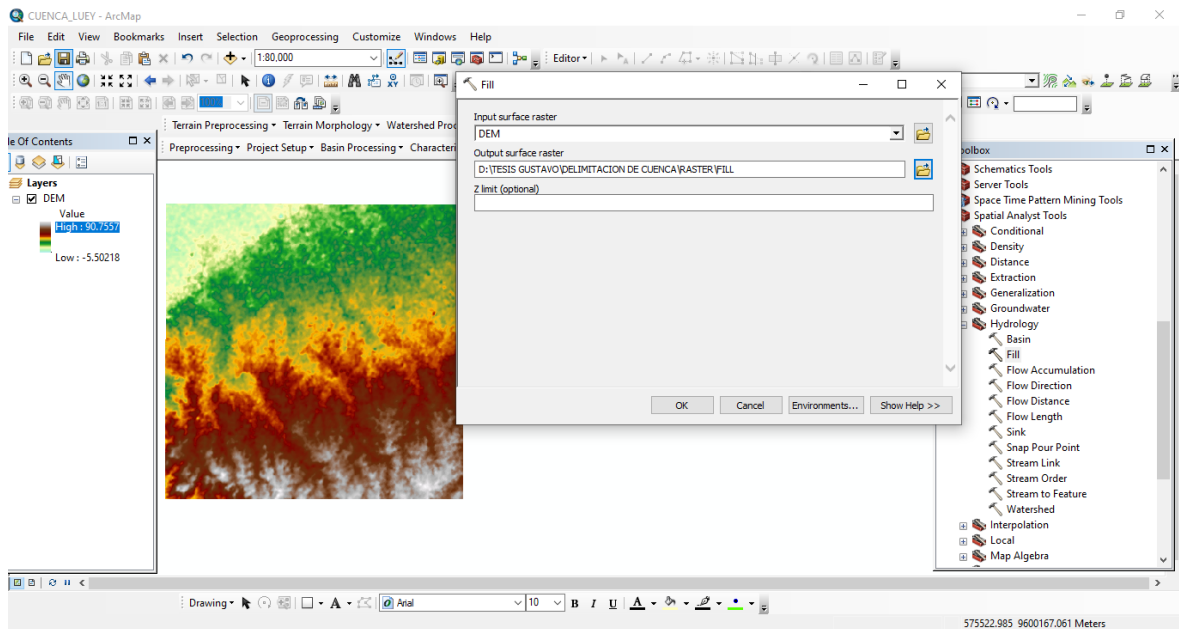 CUENCA_LUEY - ArcMap
File Edit View Bookmarks Insert Selection Geoprocessing Customize Windows Help
1:80,000
Editor
Terrain Preprocessing Terrain Morphology Watershed Proc
Preprocessing Project Setup Basin Processing Characteri
le Of Contents
Layers
DEM
Value
High : 90.7557
Low : -5.50218
Fill
Input surface raster
DEM
Output surface raster
D:\TESIS GUSTAVO\DELIMITACION DE CUENCA\RASTER\FILL
Z limit (optional)
OK Cancel Environments... Show Help >>
oolbox
Schematics Tools
Server Tools
Space Time Pattern Mining Tools
Spatial Analyst Tools
Conditional
Density
Distance
Extraction
Generalization
Groundwater
Hydrology
Basin
Fill
Flow Accumulation
Flow Direction
Flow Distance
Flow Length
Sink
Snap Pour Point
Stream Link
Stream Order
Stream to Feature
Watershed
Interpolation
Local
Map Algebra
Drawing A Arial 10 B I U A
575522.985 9600167.061 Meters